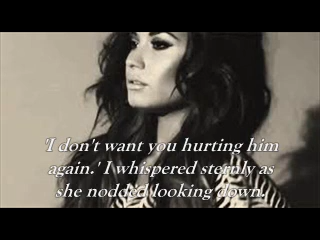 'I don't want you hurting him
again.' I whispered sternly as
she nodded looking down.